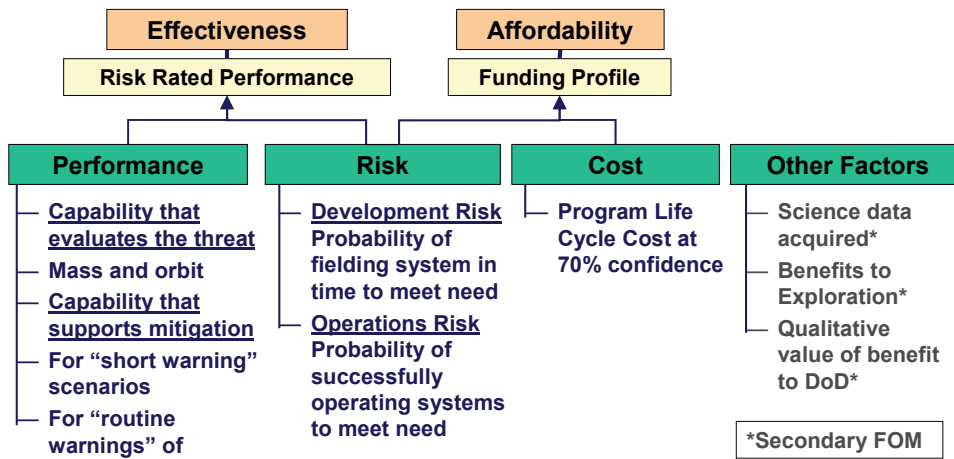 Effectiveness
Affordability
Risk Rated Performance
Funding Profile
Performance
Risk
Cost
Other Factors
Capability that
evaluates the threat
Mass and orbit
Capability that
supports mitigation
For “short warning”
scenarios
For “routine
warnings” of
Development Risk
Probability of
fielding system in
time to meet need
Operations Risk
Probability of
successfully
operating systems
to meet need
Program Life
Cycle Cost at
70% confidence
Science data
acquired*
Benefits to
Exploration*
Qualitative
value of benefit
to DoD*
*Secondary FOM